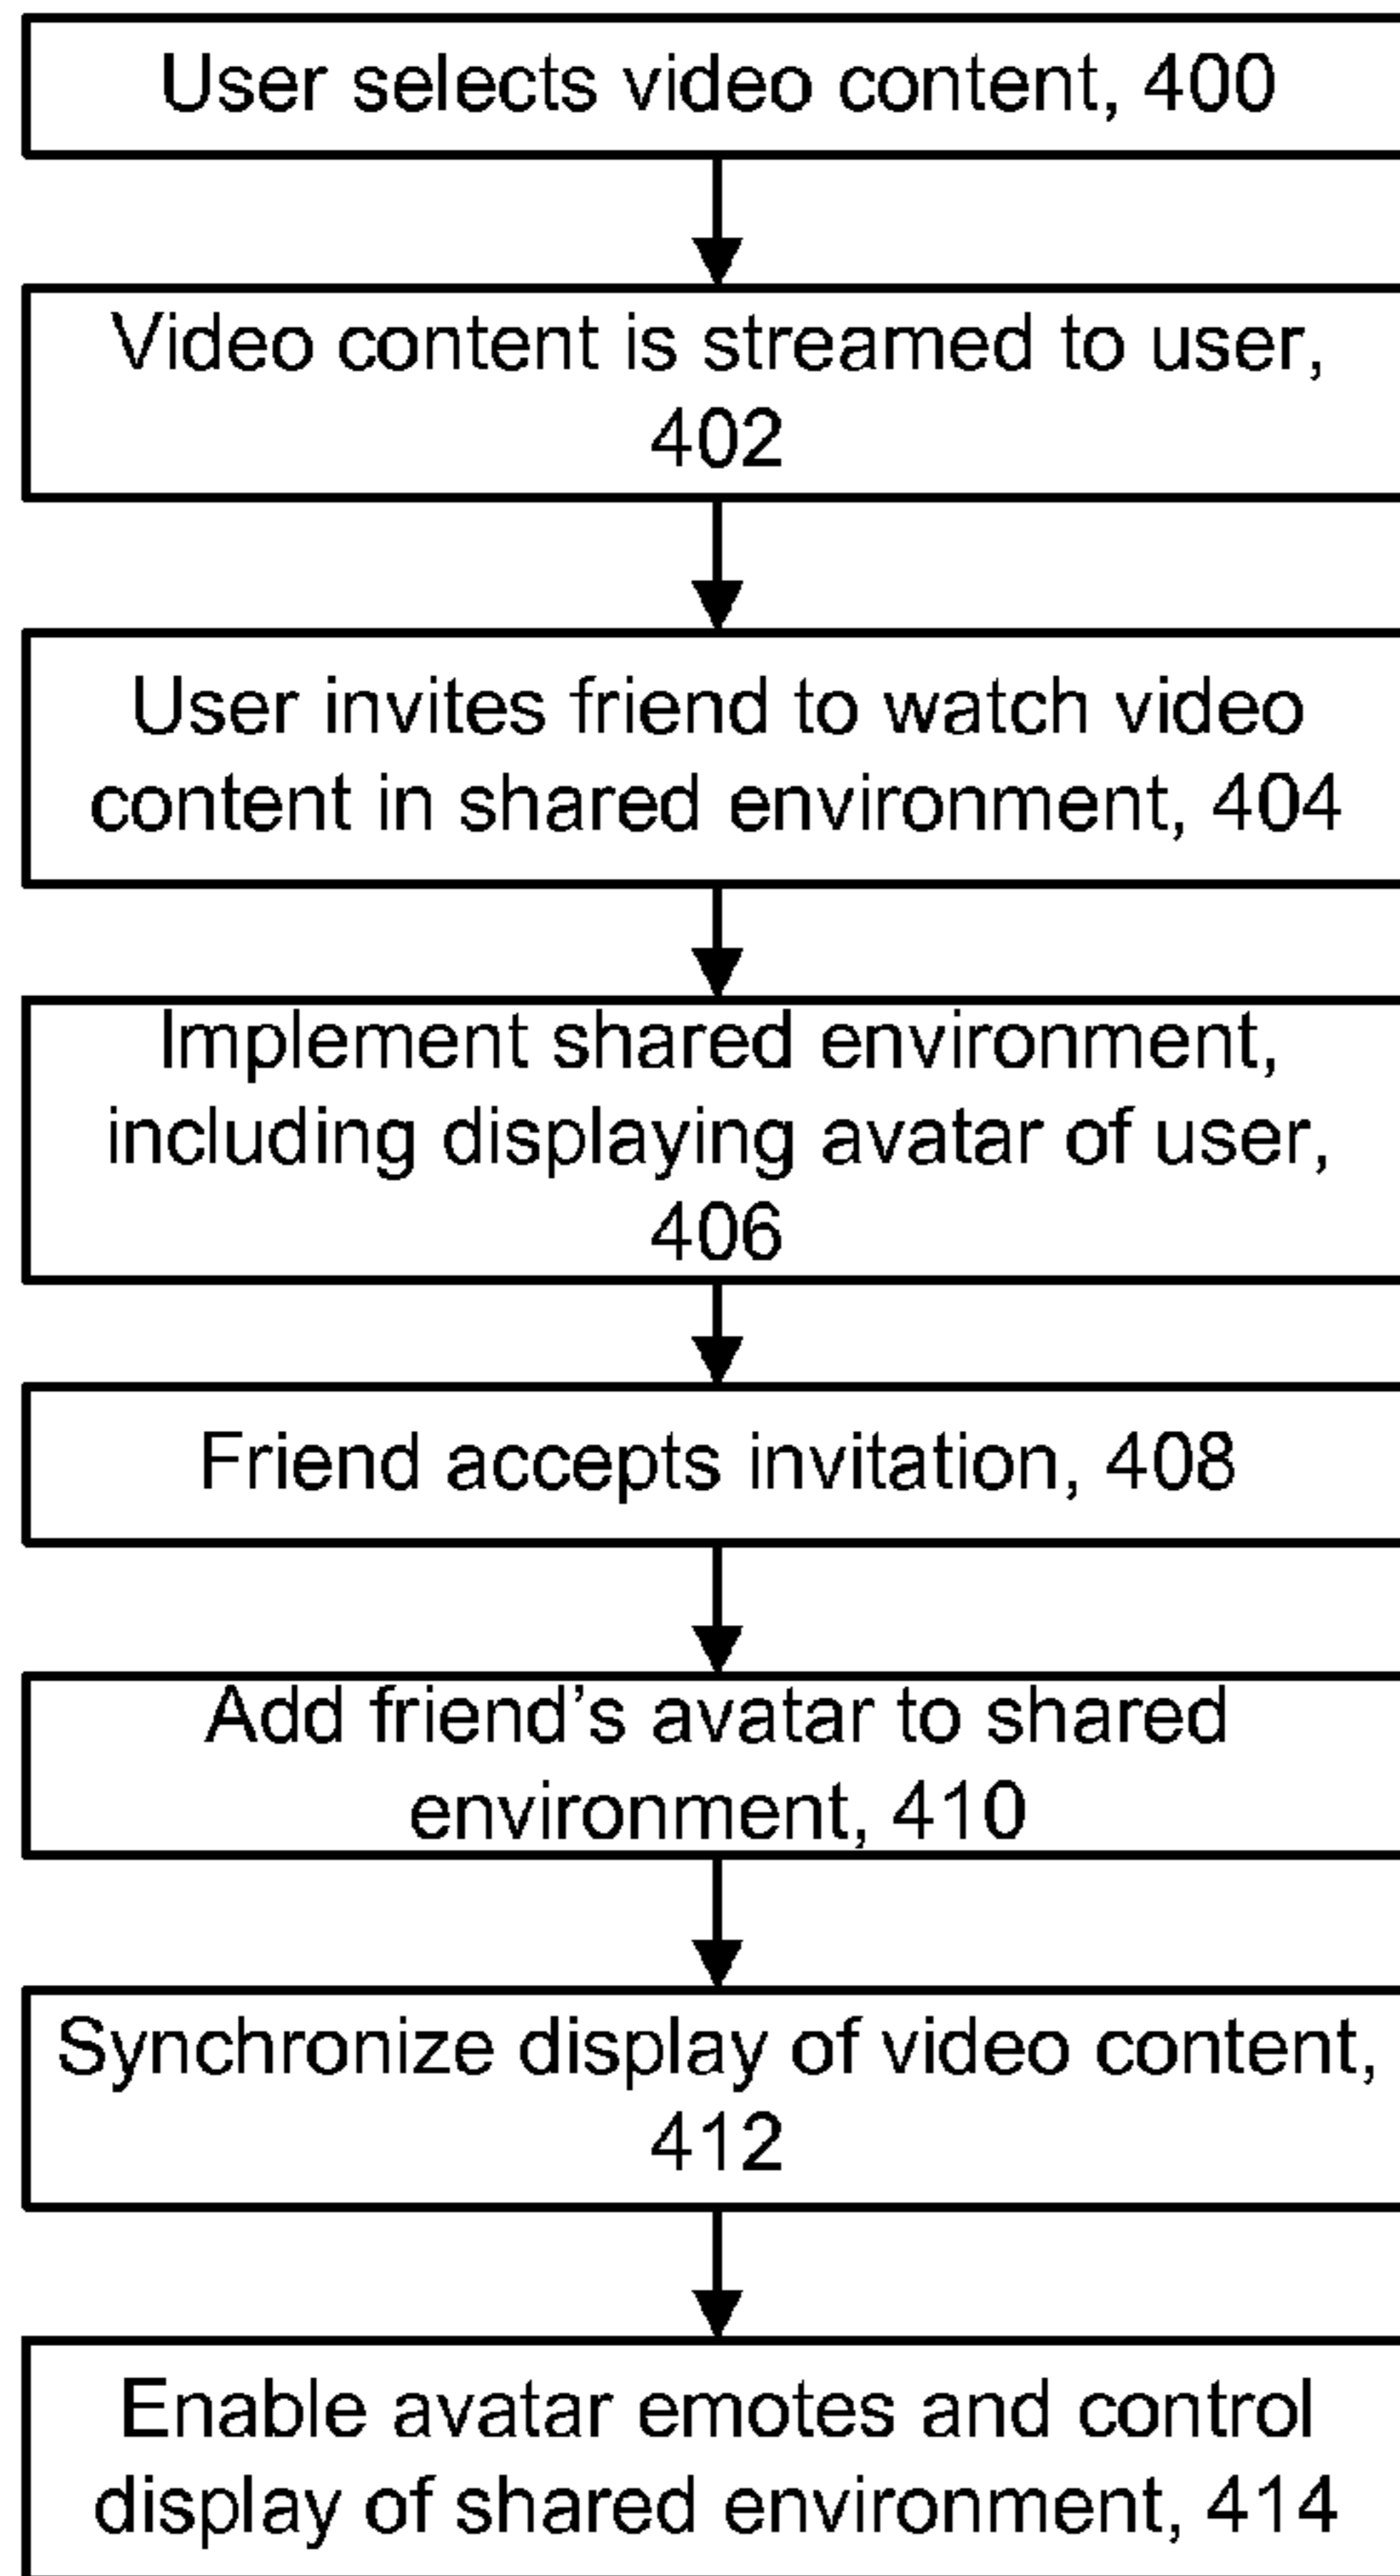 User selects video content, 400
Video content is streamed to user,
402
User invites friend to watch video
content in shared environment, 404
Implement shared environment,
including displaying avatar of user,
406
Friend accepts invitation, 408
Add friend’s avatar to shared
environment, 410
Synchronize display of video content,
412
Enable avatar emotes and control
display of shared environment, 414